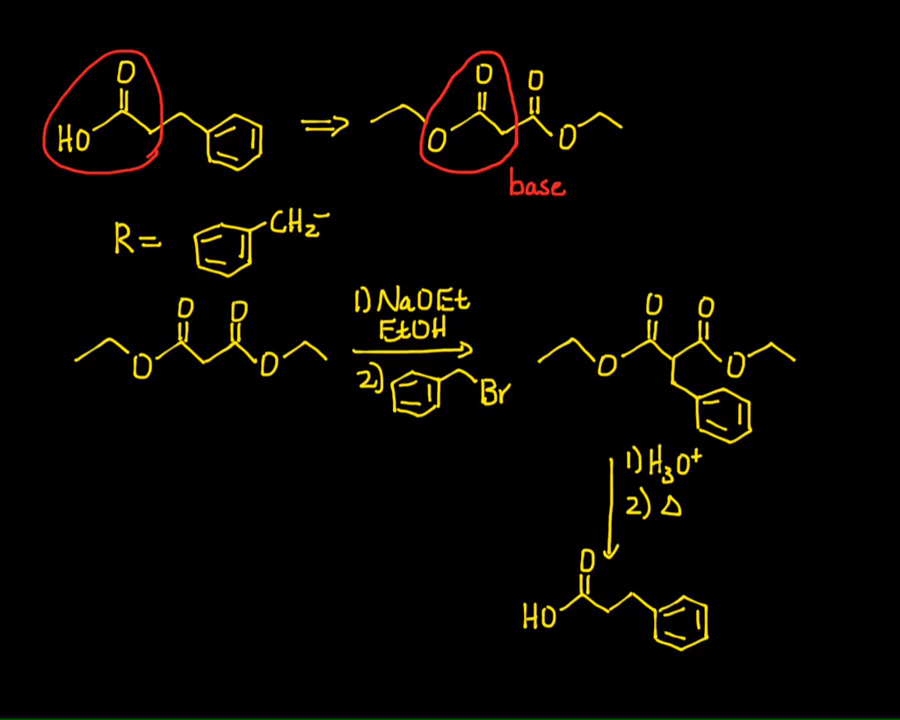 O O O
HO ⇒ O O
base
R = CH₂⁻
O O 1) NaOEt O O
EtOH
O O 2) Br O O
1) H₃O⁺
2) Δ
O
HO